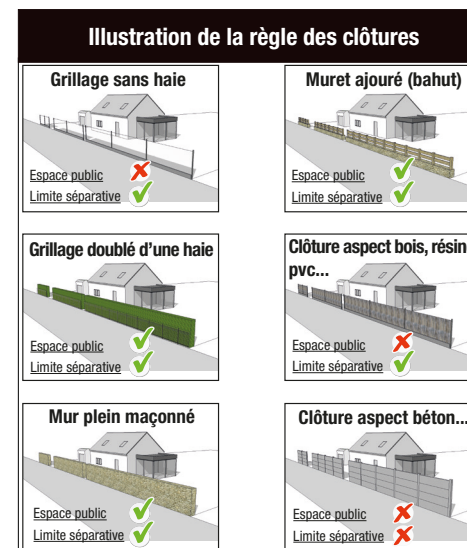 Illustration de la règle des clôtures
Grillage sans haie
Espace public
Limite séparative
Muret ajouré (bahut)
Espace public
Limite séparative
Grillage doublé d'une haie
Espace public
Limite séparative
Clôture aspect bois, résin
pvc...
Espace public
Limite séparative
Mur plein maçonné
Espace public
Limite séparative
Clôture aspect béton...
Espace public
Limite séparative